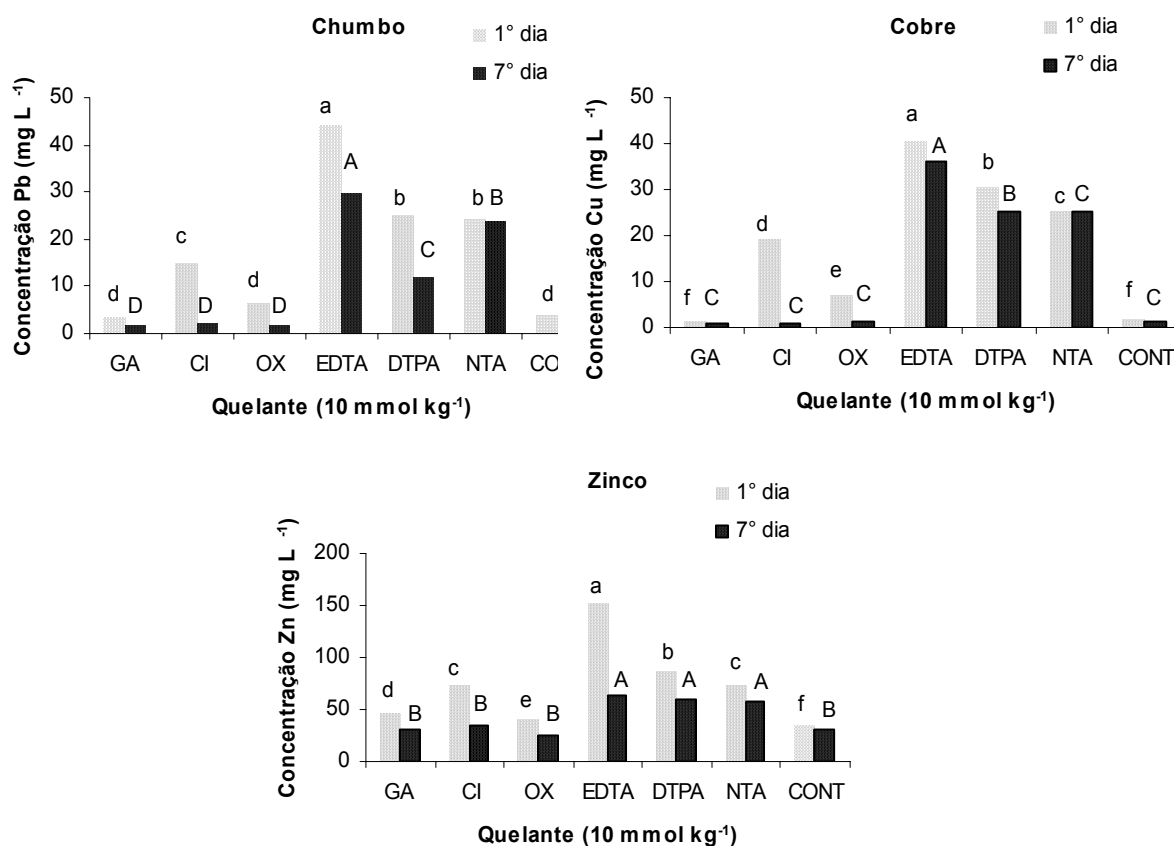 Chumbo
1° dia
7° dia
Concentração Pb (mg L ⁻¹)
50
40
30
20
10
0
a
A
b
b B
c
C
d D
D
d D
d
GA CI OX EDTA DTPA NTA CO
Quelante (10 mmol kg⁻¹)
Cobre
1° dia
7° dia
Concentração Cu (mg L ⁻¹)
50
40
30
20
10
0
a
A
b
B
c C
d
C
e
C
f C
f C
GA CI OX EDTA DTPA NTA CONT
Quelante (10 mmol kg⁻¹)
Zinco
1° dia
7° dia
Concentração Zn (mg L ⁻¹)
200
150
100
50
0
a
A
b
A
c
A
c
B
d
B
e
B
f
B
GA CI OX EDTA DTPA NTA CONT
Quelante (10 mmol kg⁻¹)